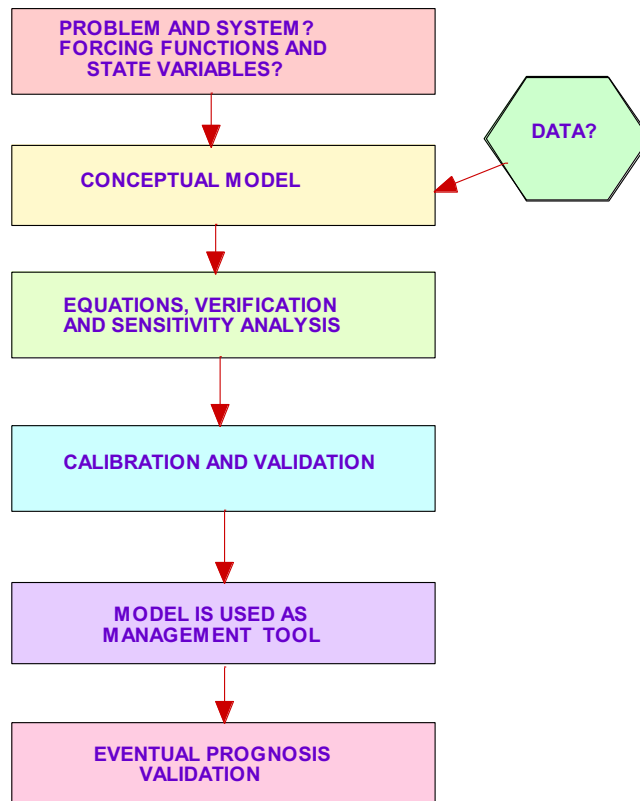 PROBLEM AND SYSTEM?
FORCING FUNCTIONS AND
STATE VARIABLES?
DATA?
CONCEPTUAL MODEL
EQUATIONS, VERIFICATION
AND SENSITIVITY ANALYSIS
CALIBRATION AND VALIDATION
MODEL IS USED AS
MANAGEMENT TOOL
EVENTUAL PROGNOSIS
VALIDATION